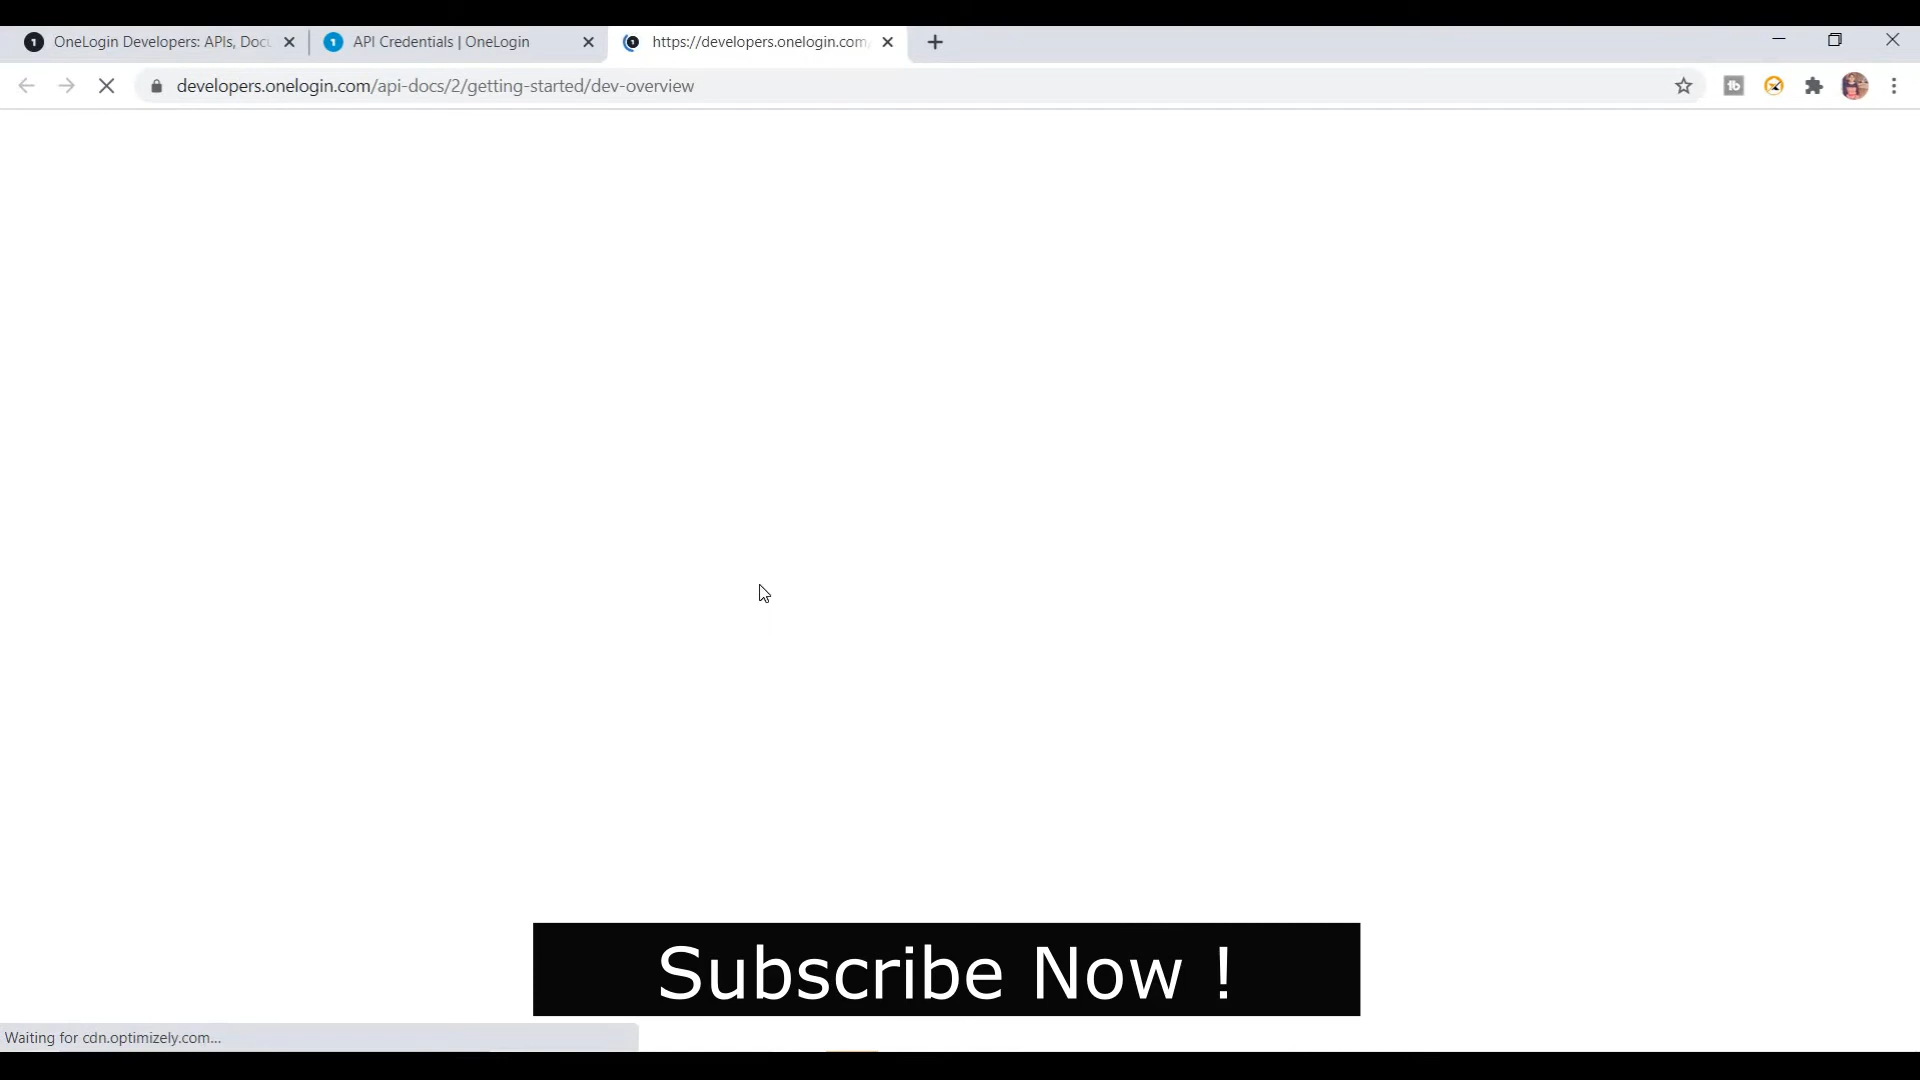 OneLogin Developers: APIs, Docu
API Credentials | OneLogin
https://developers.onelogin.com/
developers.onelogin.com/api-docs/2/getting-started/dev-overview
Subscribe Now !
Waiting for cdn.optimizely.com...